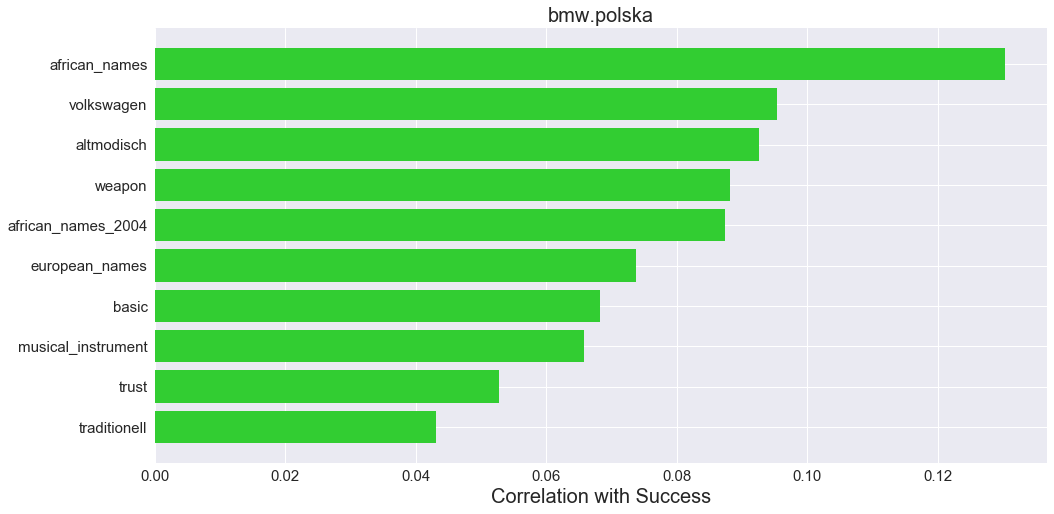 bmw.polska
african_names
volkswagen
altmodisch
weapon
african_names_2004
european_names
basic
musical_instrument
trust
traditionell
0.00 0.02 0.04 0.06 0.08 0.10 0.12
Correlation with Success